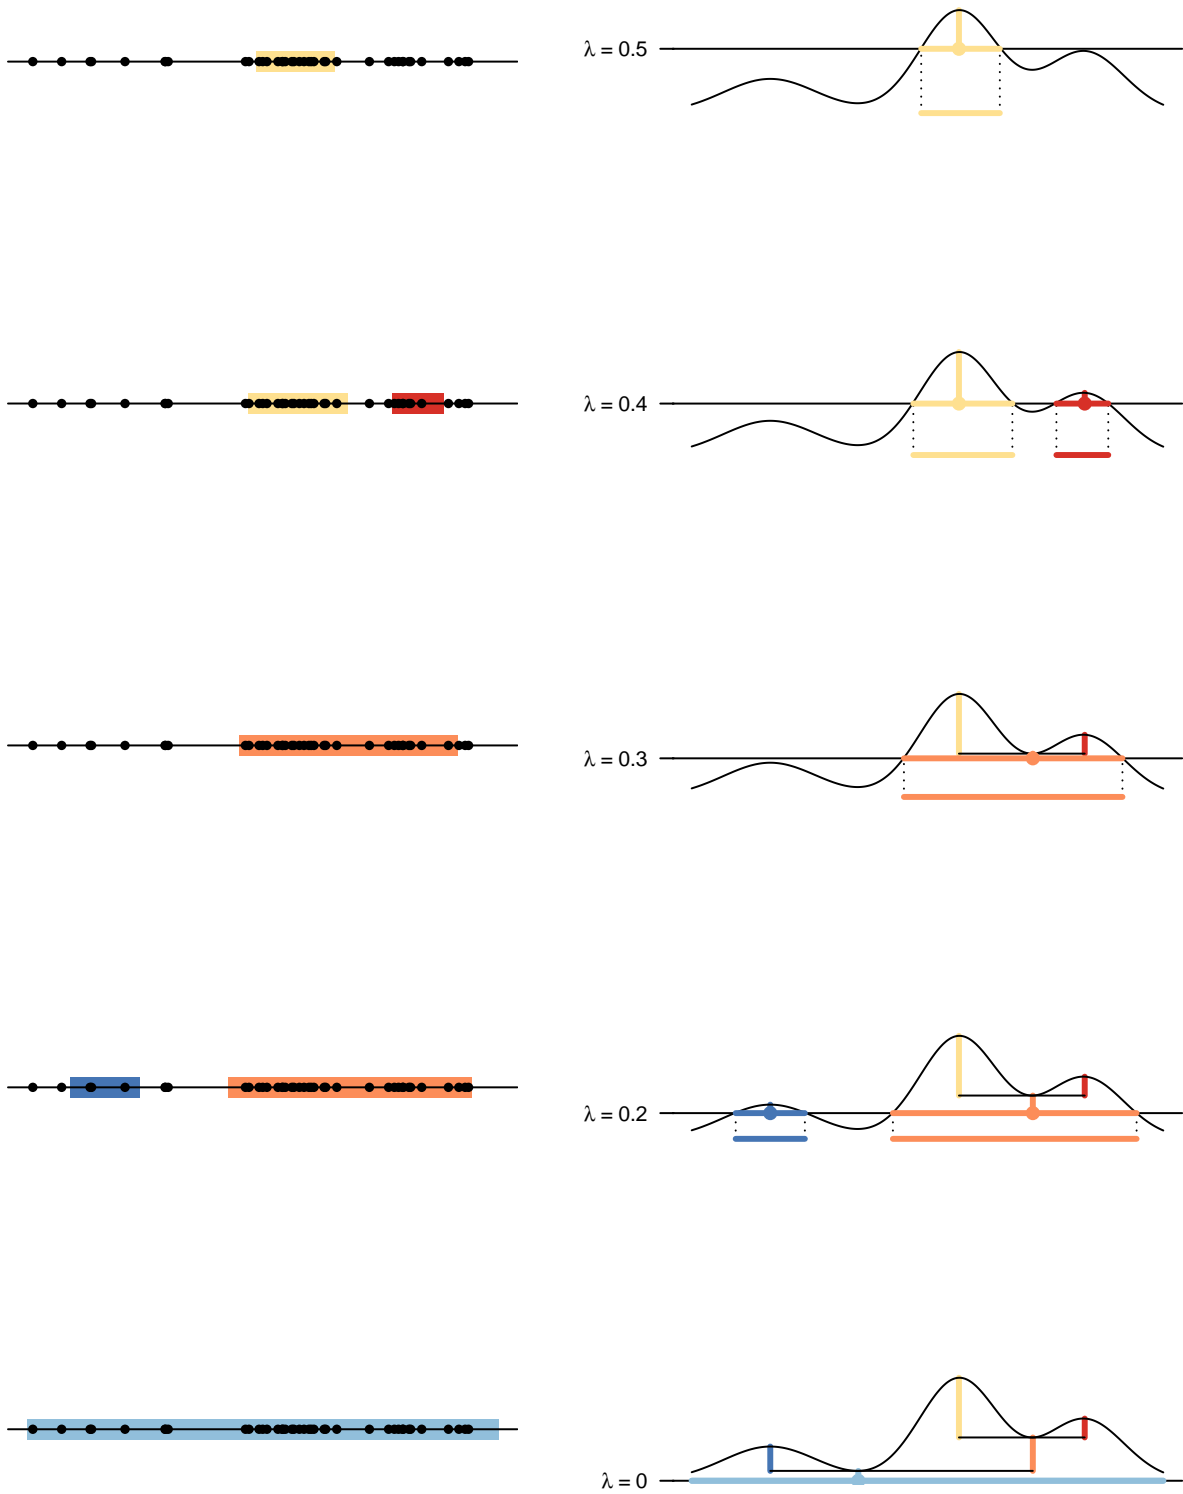 λ = 0.5
λ = 0.4
λ = 0.3
λ = 0.2
λ = 0